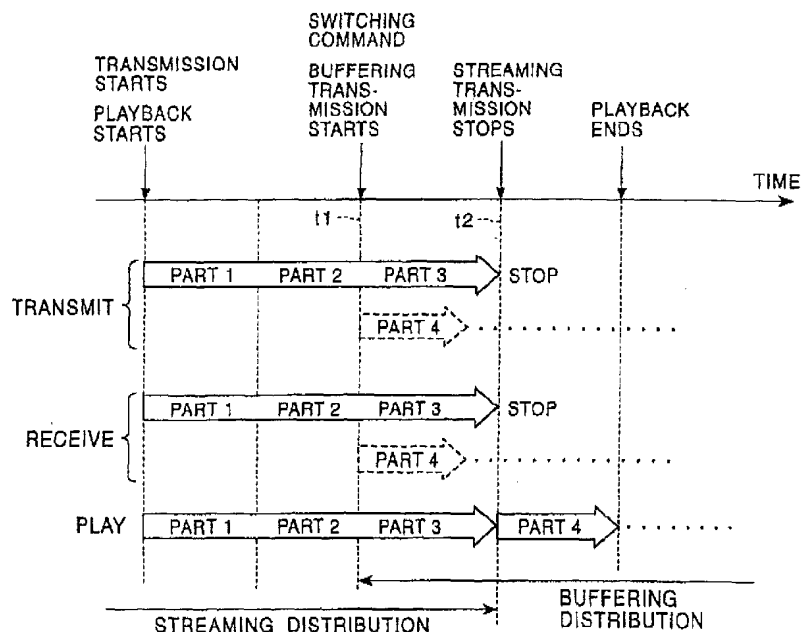 SWITCHING
COMMAND
TRANSMISSION
STARTS
PLAYBACK
STARTS
BUFFERING
TRANS-
MISSION
STARTS
STREAMING
TRANS-
MISSION
STOPS
PLAYBACK
ENDS
TIME
t1
t2
TRANSMIT
PART 1 PART 2 PART 3 STOP
PART 4
RECEIVE
PART 1 PART 2 PART 3 STOP
PART 4
PLAY PART 1 PART 2 PART 3 PART 4
STREAMING DISTRIBUTION
BUFFERING
DISTRIBUTION